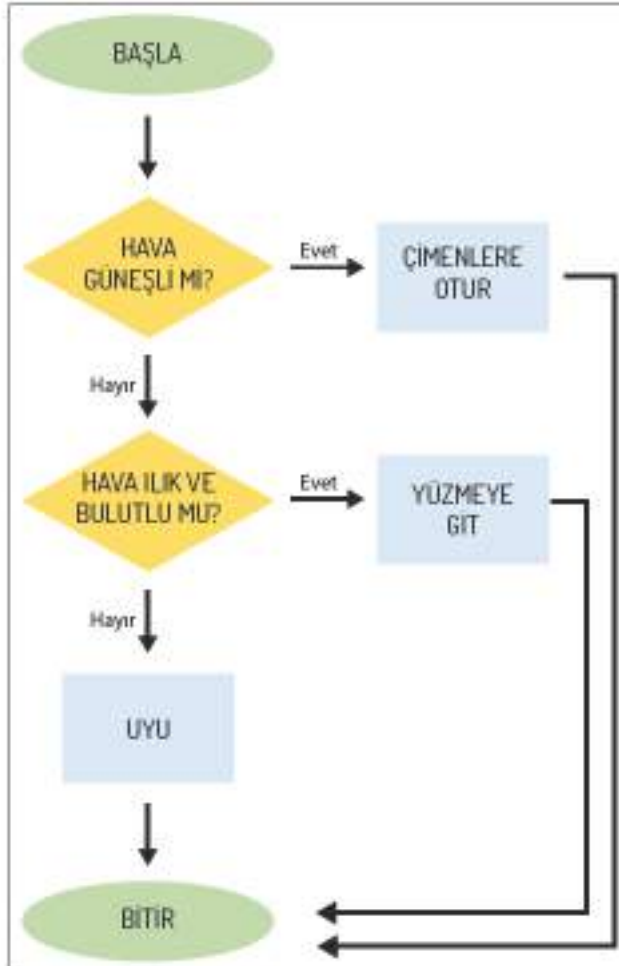 BAŞLA
HAVA
GÜNEŞLİ MI?
Evet
ÇİMENLERE
OTUR
Hayır
HAVA ILIK VE
BULUTLU MU?
Evet
YÜZMEYE
GIT
Hayır
UYU
BİTİR